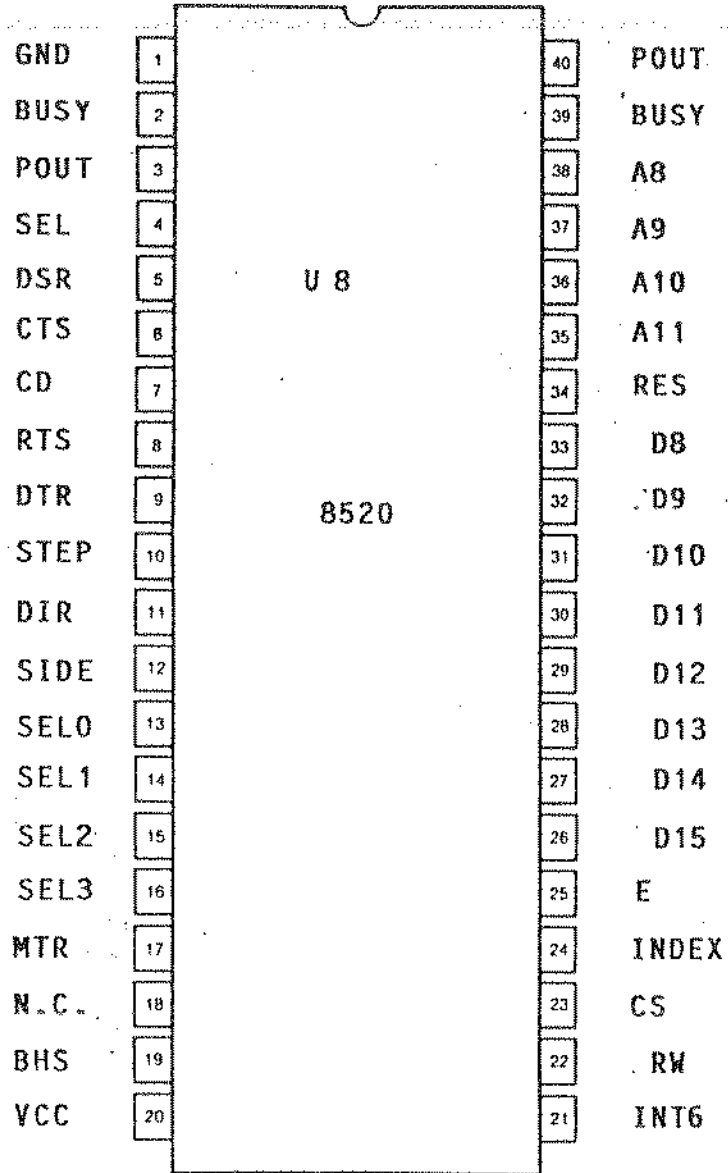 GND 1 40 POUT
BUSY 2 39 BUSY
POUT 3 38 A8
SEL 4 37 A9
DSR 5 U8 36 A10
CTS 6 35 A11
CD 7 34 RES
RTS 8 33 D8
DTR 9 8520 32 D9
STEP 10 31 D10
DIR 11 30 D11
SIDE 12 29 D12
SEL0 13 28 D13
SEL1 14 27 D14
SEL2 15 26 D15
SEL3 16 25 E
MTR 17 24 INDEX
N.C. 18 23 CS
BHS 19 22 RW
VCC 20 21 INT6